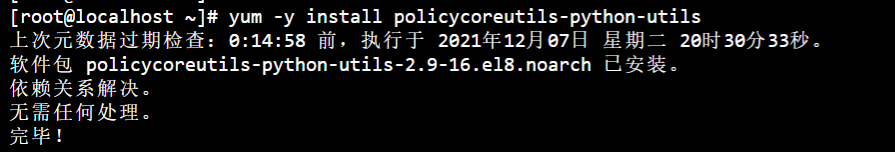 [root@localhost ~]# yum -y install policycoreutils-python-utils
上次元数据过期检查：0:14:58 前，执行于 2021年12月07日 星期二 20时30分33秒。
软件包 policycoreutils-python-utils-2.9-16.el8.noarch 已安装。
依赖关系解决。
无需任何处理。
完毕！